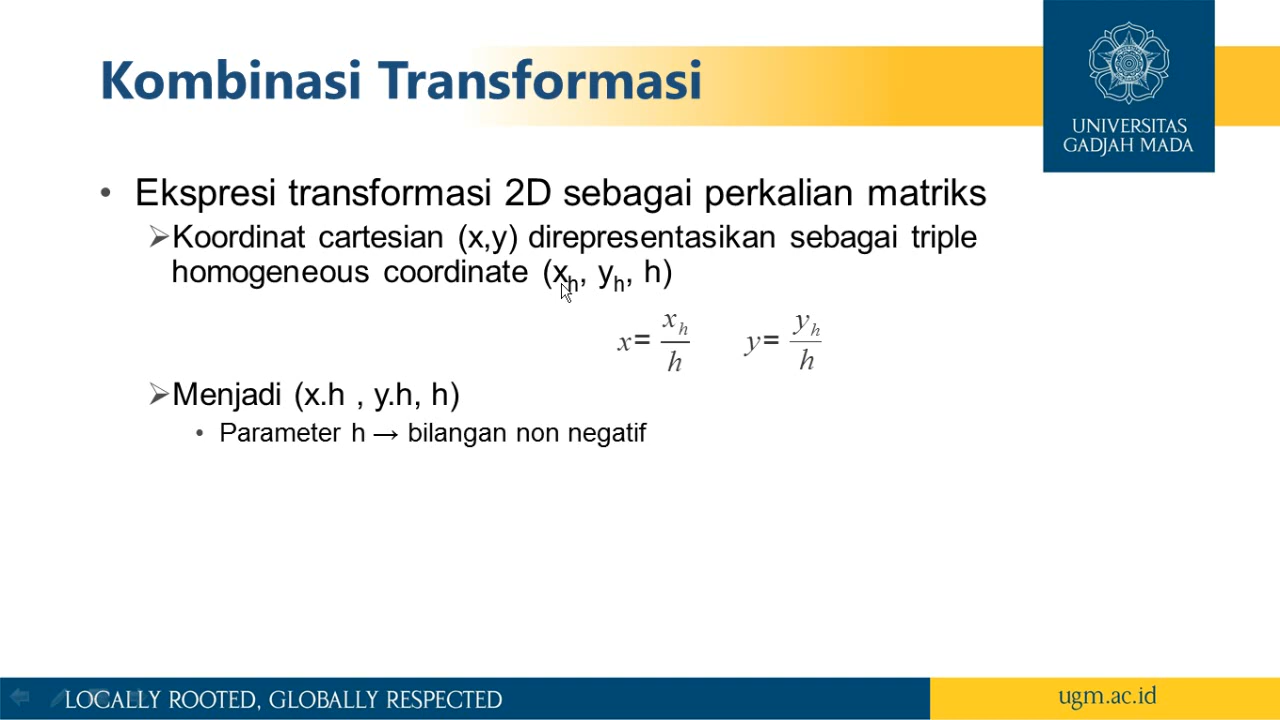 Kombinasi Transformasi
UNIVERSITAS
GADJAH MADA
• Ekspresi transformasi 2D sebagai perkalian matriks
➢Koordinat cartesian (x,y) direpresentasikan sebagai triple
homogeneous coordinate (xₕ, yₕ, h)
x = xₕ/h y = yₕ/h
➢Menjadi (x.h , y.h, h)
• Parameter h → bilangan non negatif
LOCALLY ROOTED, GLOBALLY RESPECTED
ugm.ac.id